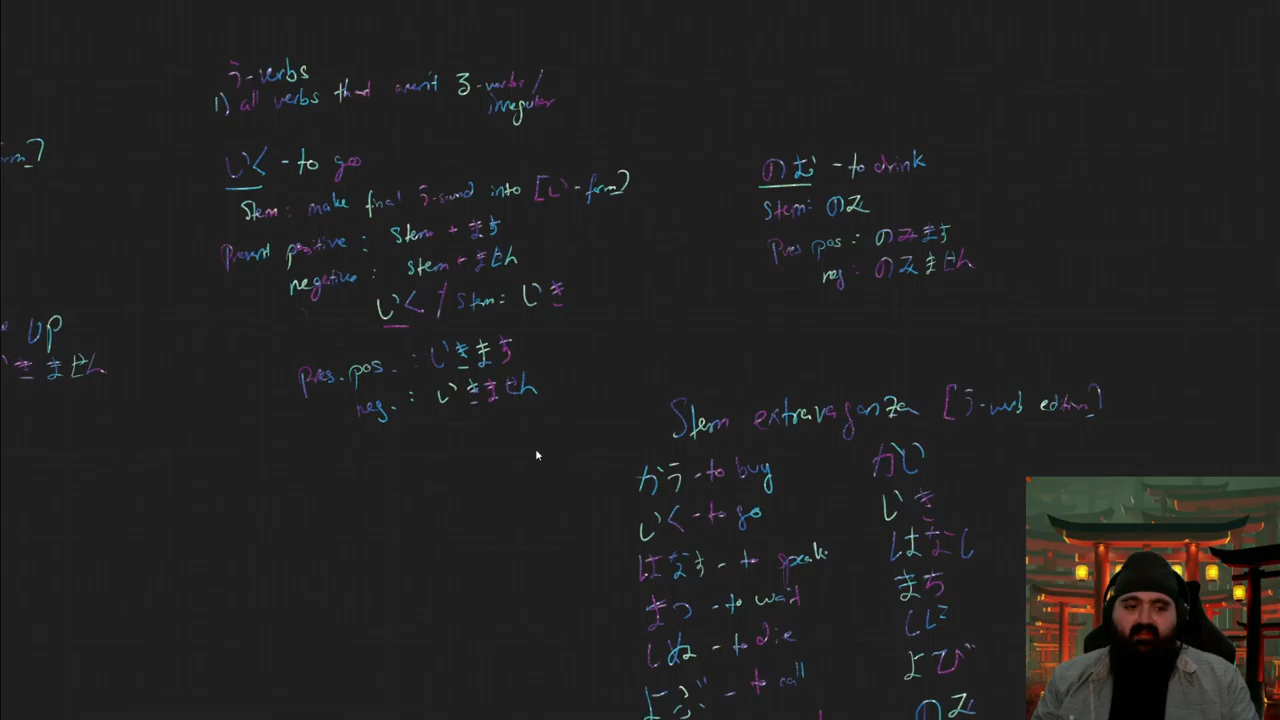 う-verbs
1) all verbs that aren't る-verbs/
irregular
いく - to go
Stem: make final う-sound into [い-form]
Present positive: Stem + ます
negative: stem + ません
いく / Stem: いき
pres. pos. : いきます
neg. : いきません
form]
UP
きません
のむ - to drink
Stem: のみ
Pres pos: のみます
neg: のみません
Stem extravaganza [う-verb edition]
かう - to buy かい
いく - to go いき
はなす - to speak はなし
まつ - to wait まち
しぬ - to die しに
よぶ - to call よび
のみ